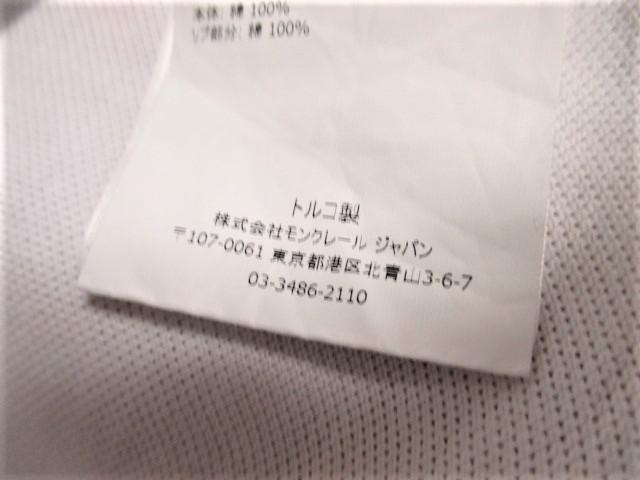 本体: 綿 100%
リブ部分: 綿 100%
トルコ製
株式会社モンクレール ジャパン
〒107-0061 東京都港区北青山3-6-7
03-3486-2110